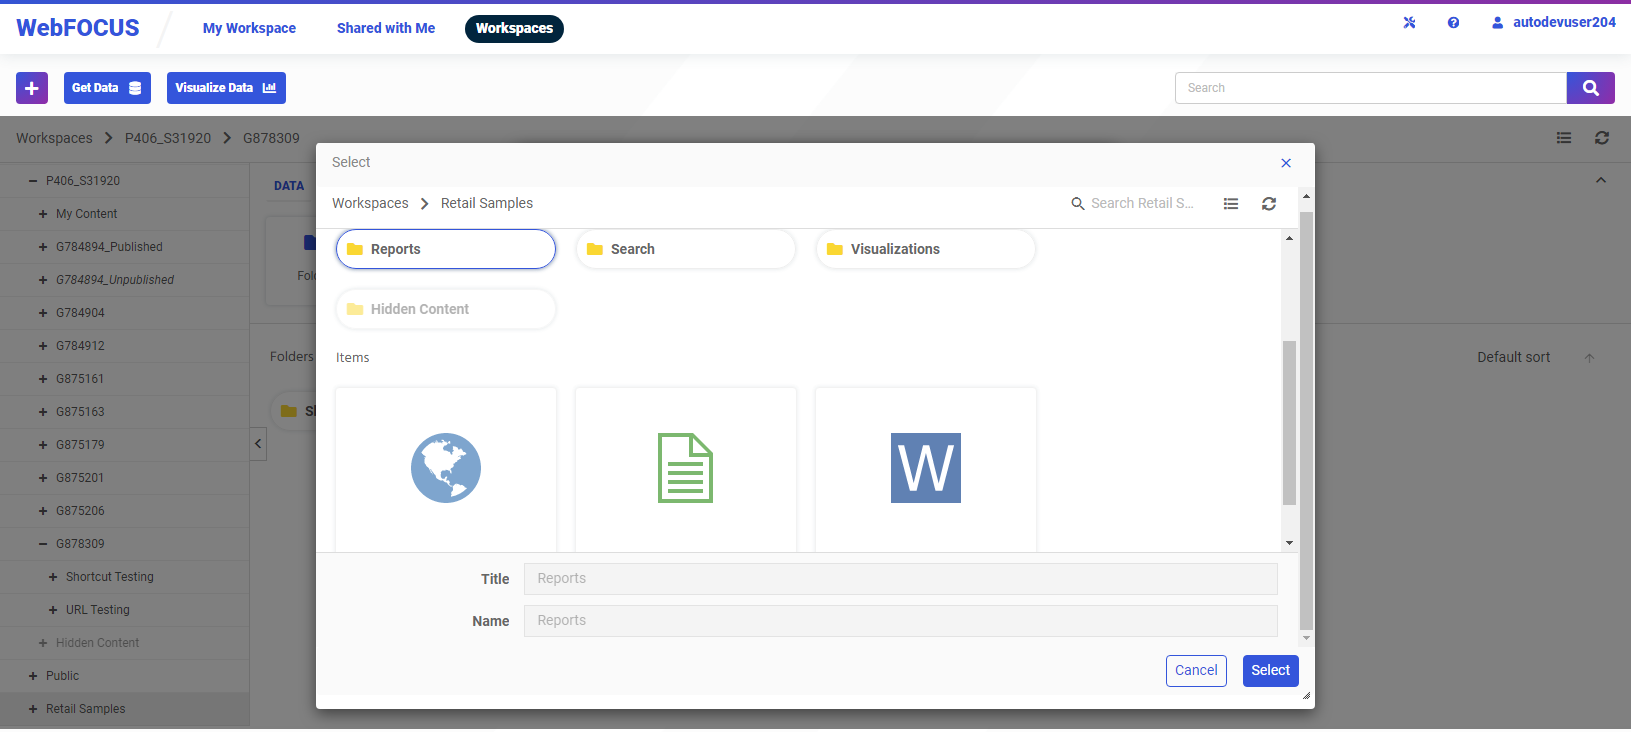 WebFOCUS
My Workspace
Shared with Me
Workspaces
autodevuser204
Get Data
Visualize Data
Search
Workspaces > P406_S31920 > G878309
P406_S31920
My Content
G784894_Published
G784894_Unpublished
G784904
G784912
G875161
G875163
G875179
G875201
G875206
G878309
Shortcut Testing
URL Testing
Hidden Content
Public
Retail Samples
DATA
Folders
Default sort
Select
Workspaces > Retail Samples
Search Retail S...
Reports
Search
Visualizations
Hidden Content
Items
W
Title
Reports
Name
Reports
Cancel
Select